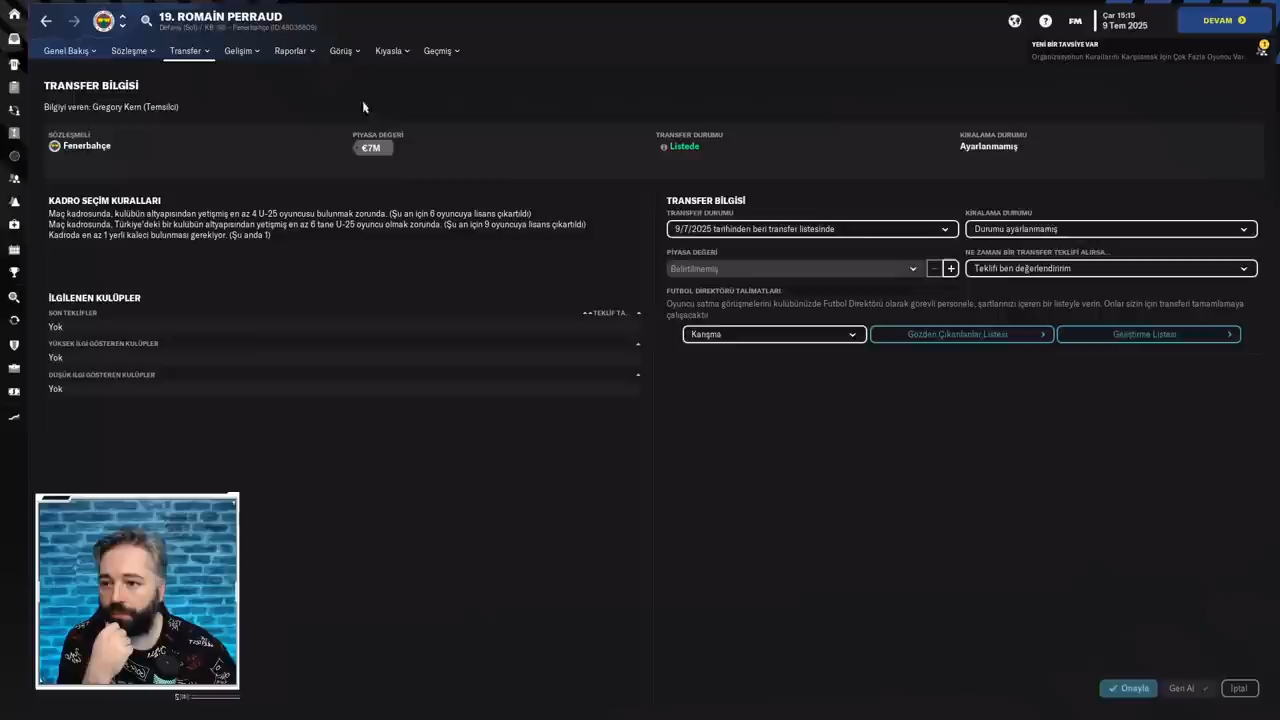 19. ROMAİN PERRAUD
Defans (Sol) / KB - Fenerbahçe (ID:48035809)
FM
Çar 15:15
9 Tem 2025
DEVAM
Genel Bakış
Sözleşme
Transfer
Gelişim
Raporlar
Görüş
Kıyasla
Geçmiş
YENİ BİR TAVSİYE VAR
1
Organizasyonun Kurallarını Karşılamak İçin Çok Fazla Oyuncu Var
TRANSFER BİLGİSİ
Bilgiyi veren: Gregory Kern (Temsilci)
SÖZLEŞMELİ
Fenerbahçe
PİYASA DEĞERİ
€7M
TRANSFER DURUMU
Listede
KİRALAMA DURUMU
Ayarlanmamış
KADRO SEÇİM KURALLARI
Maç kadrosunda, kulübün altyapısından yetişmiş en az 4 U-25 oyuncusu bulunmak zorunda. (Şu an için 6 oyuncuya lisans çıkartıldı)
Maç kadrosunda, Türkiye'deki bir kulübün altyapısından yetişmiş en az 6 tane U-25 oyuncu olmak zorunda. (Şu an için 9 oyuncuya lisans çıkartıldı)
Kadroda en az 1 yerli kaleci bulunması gerekiyor. (Şu anda 1)
İLGİLENEN KULÜPLER
SON TEKLİFLER
TEKLİF TA..
Yok
YÜKSEK İLGİ GÖSTEREN KULÜPLER
Yok
DÜŞÜK İLGİ GÖSTEREN KULÜPLER
Yok
TRANSFER BİLGİSİ
TRANSFER DURUMU
KİRALAMA DURUMU
9/7/2025 tarihinden beri transfer listesinde
Durumu ayarlanmamış
PİYASA DEĞERİ
NE ZAMAN BİR TRANSFER TEKLİFİ ALIRSA...
Belirtilmemiş
Teklifi ben değerlendiririm
FUTBOL DİREKTÖRÜ TALİMATLARI
Oyuncu satma görüşmelerini kulübünüzde Futbol Direktörü olarak görevli personele, şartlarınızı içeren bir listeyle verin. Onlar sizin için transferi tamamlamaya
çalışacaktır
Karışma
Gözden Çıkarılanlar Listesi
Geliştirme Listesi
Onayla
Geri Al
İptal